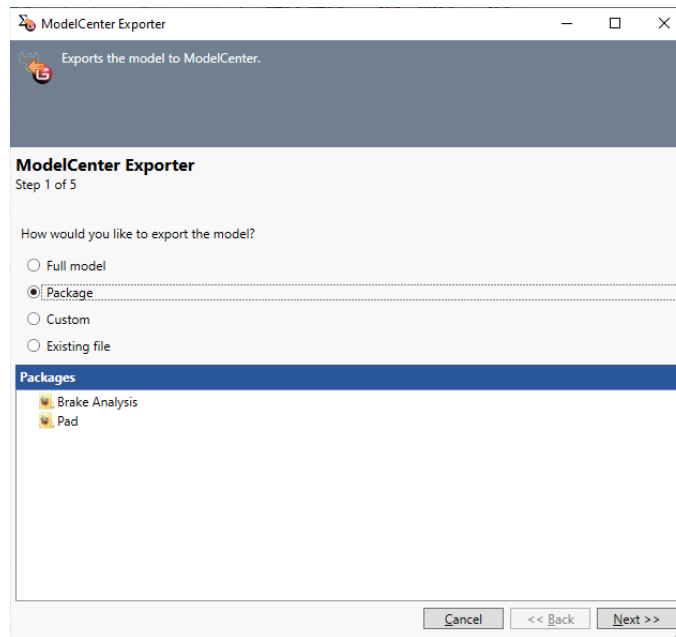 ModelCenter Exporter
Exports the model to ModelCenter.
ModelCenter Exporter
Step 1 of 5
How would you like to export the model?
Full model
Package
Custom
Existing file
Packages
Brake Analysis
Pad
Cancel << Back Next >>